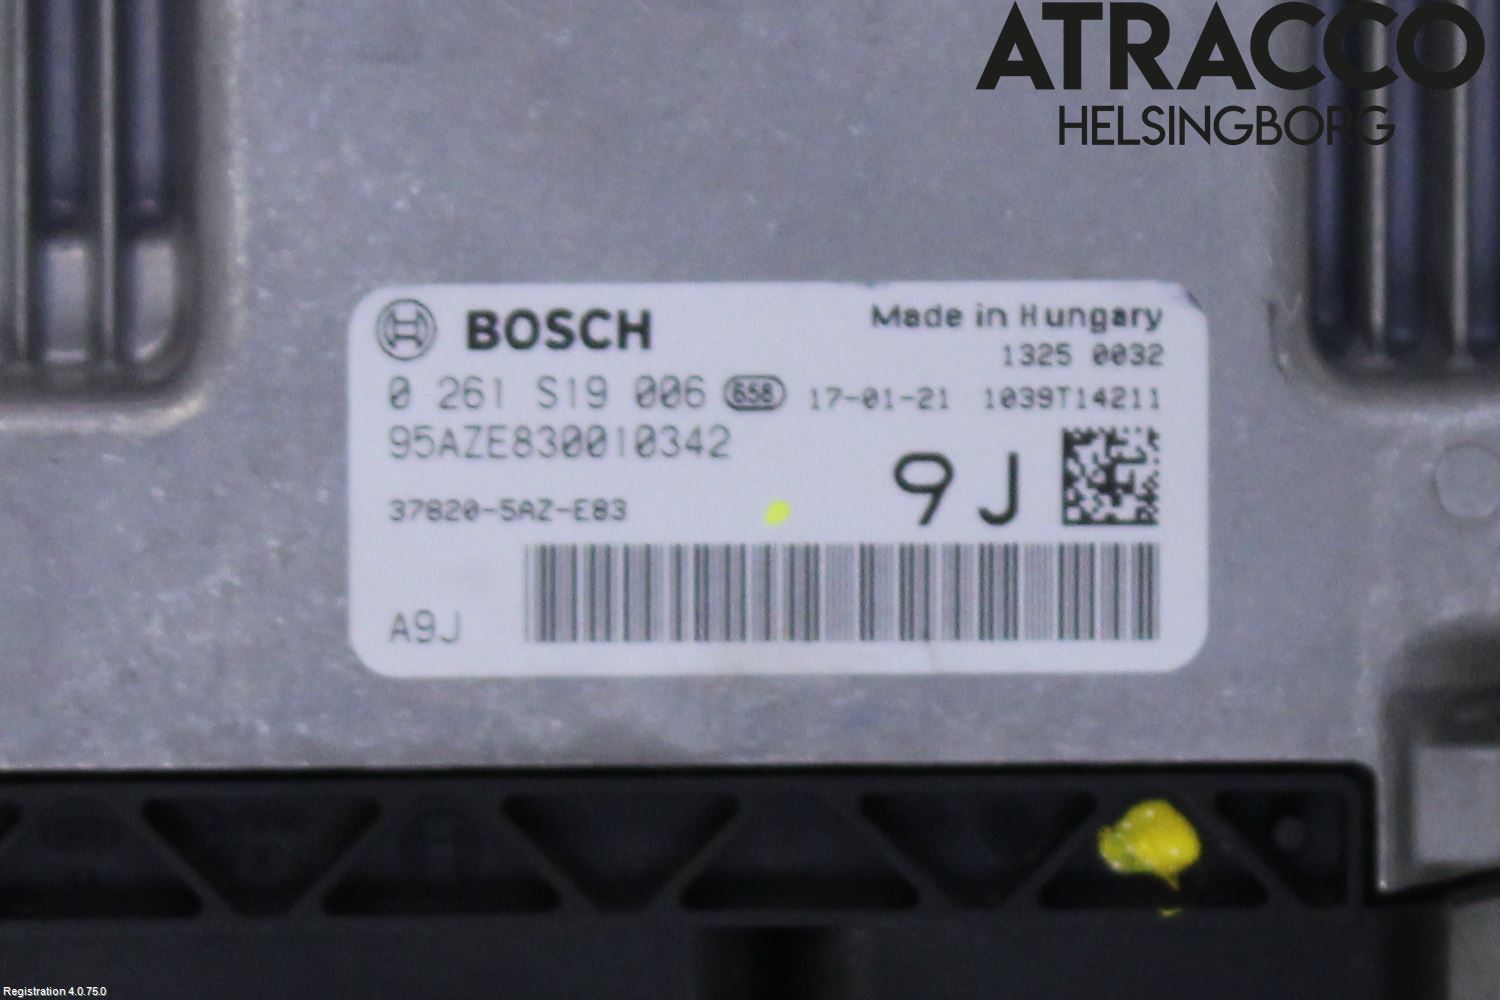 ATRACCO
HELSINGBORG
BOSCH
Made in Hungary
1325 0032
0 261 S19 006 658 17-01-21 1039T14211
95AZE830010342
9J
37820-5AZ-E83
A9J
Registration 4.0.75.0